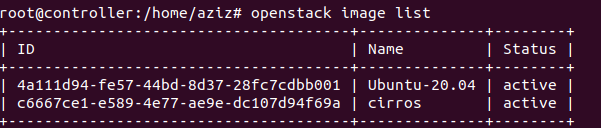 root@controller:/home/aziz# openstack image list
+--------------------------------------+--------------+--------+
| ID                                   | Name         | Status |
+--------------------------------------+--------------+--------+
| 4a111d94-fe57-44bd-8d37-28fc7cdbb001 | Ubuntu-20.04 | active |
| c6667ce1-e589-4e77-ae9e-dc107d94f69a | cirros       | active |
+--------------------------------------+--------------+--------+